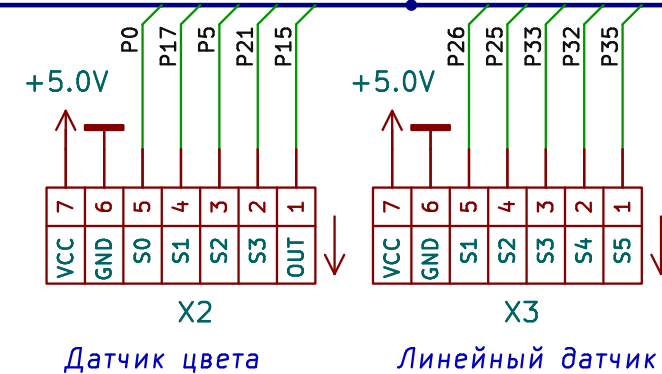 P0 P17 P5 P21 P15
P26 P25 P33 P32 P35
+5.0V
+5.0V
7 6 5 4 3 2 1
7 6 5 4 3 2 1
VCC GND S0 S1 S2 S3 OUT
VCC GND S1 S2 S3 S4 S5
X2
X3
Датчик цвета
Линейный датчик